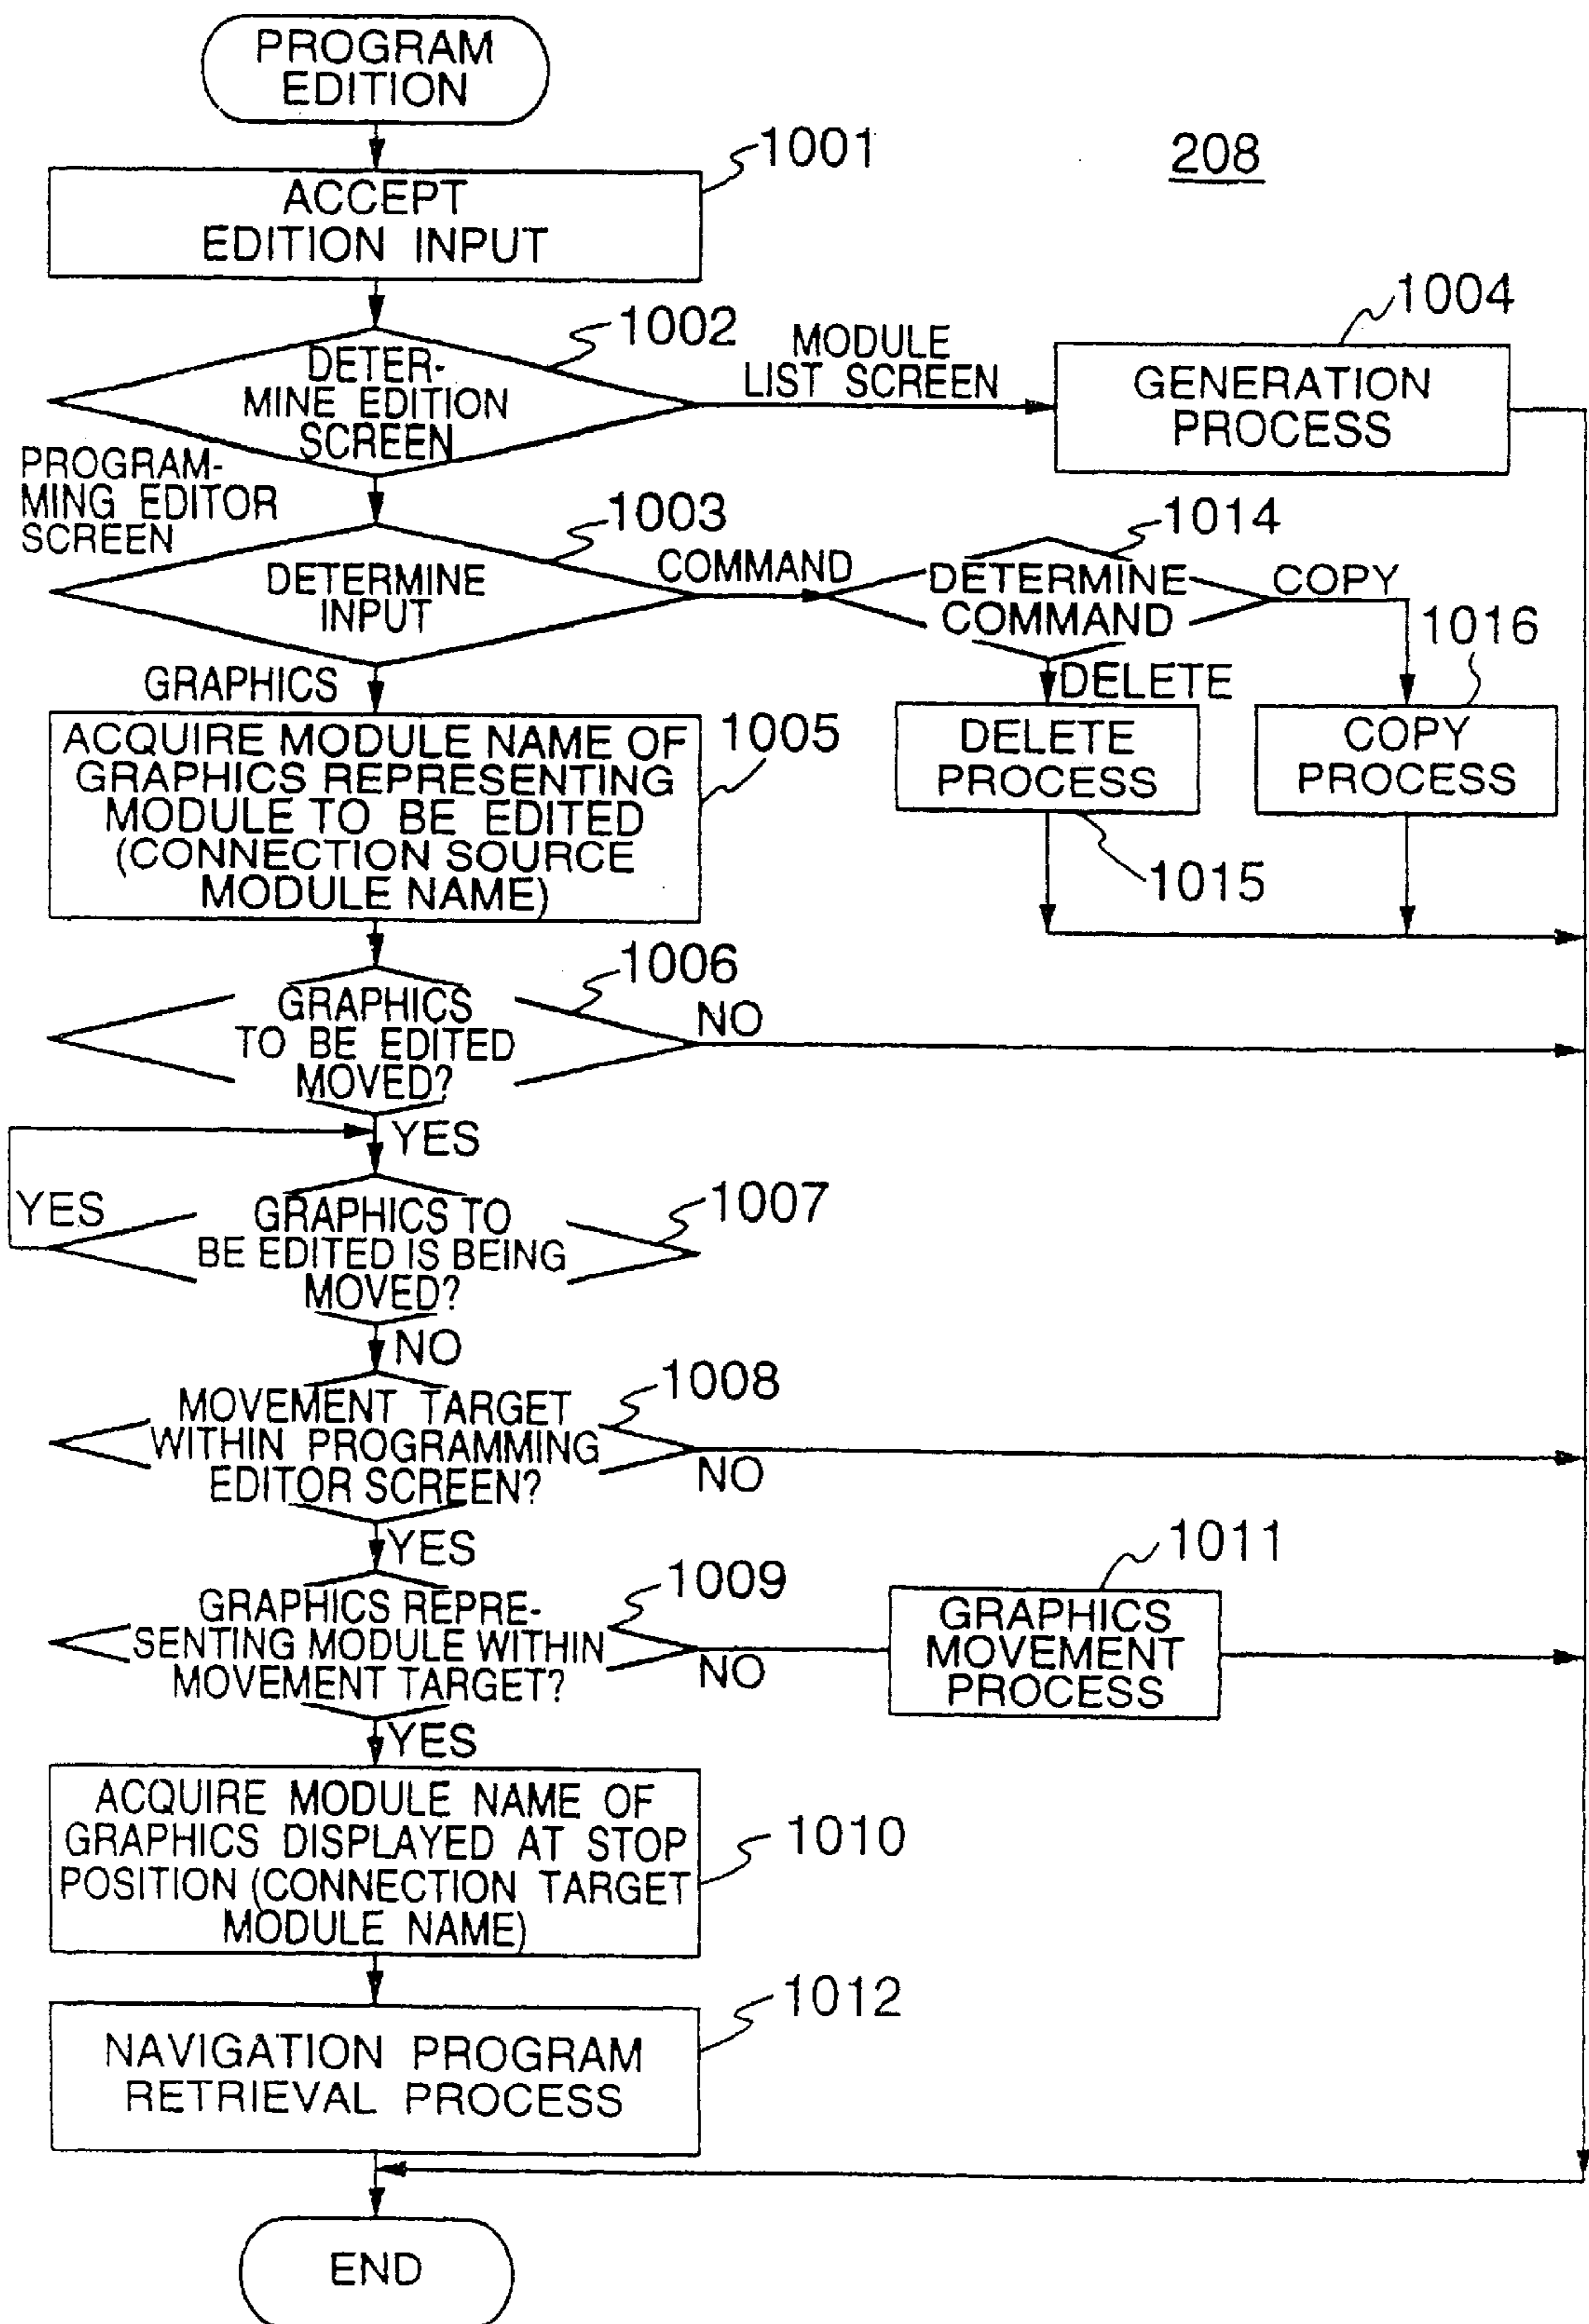 PROGRAM
EDITION
1001
208
ACCEPT
EDITION INPUT
1002
MODULE
LIST SCREEN
1004
GENERATION
PROCESS
DETER-
MINE EDITION
SCREEN
PROGRAM-
MING EDITOR
SCREEN
1003
COMMAND
1014
DETERMINE
INPUT
DETERMINE
COMMAND
COPY
1016
GRAPHICS
DELETE
ACQUIRE MODULE NAME OF
GRAPHICS REPRESENTING
MODULE TO BE EDITED
(CONNECTION SOURCE
MODULE NAME)
1005
DELETE
PROCESS
COPY
PROCESS
1015
1006
GRAPHICS
TO BE EDITED
MOVED?
NO
YES
YES
1007
GRAPHICS TO
BE EDITED IS BEING
MOVED?
NO
1008
MOVEMENT TARGET
WITHIN PROGRAMMING
EDITOR SCREEN?
NO
YES
1009
1011
GRAPHICS REPRE-
SENTING MODULE WITHIN
MOVEMENT TARGET?
NO
GRAPHICS
MOVEMENT
PROCESS
YES
ACQUIRE MODULE NAME OF
GRAPHICS DISPLAYED AT STOP
POSITION (CONNECTION TARGET
MODULE NAME)
1010
1012
NAVIGATION PROGRAM
RETRIEVAL PROCESS
END